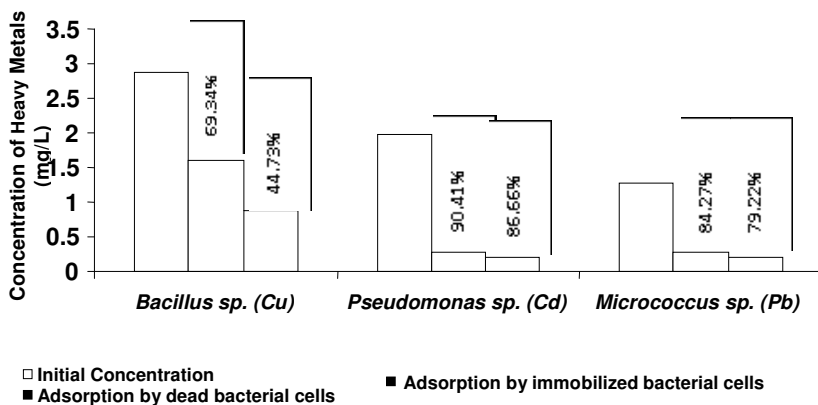 Concentration of Heavy Metals
(mg/L)
3.5
3
2.5
2
1.5
1
0.5
0
69.34%
44.73%
90.41%
86.66%
84.27%
79.22%
Bacillus sp. (Cu)
Pseudomonas sp. (Cd)
Micrococcus sp. (Pb)
Initial Concentration
Adsorption by immobilized bacterial cells
Adsorption by dead bacterial cells